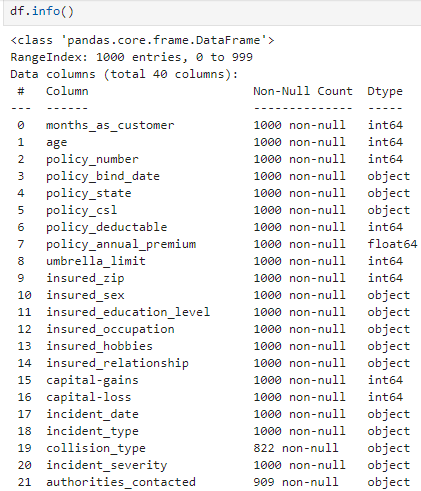 df.info()
<class 'pandas.core.frame.DataFrame'>
RangeIndex: 1000 entries, 0 to 999
Data columns (total 40 columns):
#   Column   Non-Null Count   Dtype
---  ------   --------------   -----
0   months_as_customer   1000 non-null   int64
1   age   1000 non-null   int64
2   policy_number   1000 non-null   int64
3   policy_bind_date   1000 non-null   object
4   policy_state   1000 non-null   object
5   policy_csl   1000 non-null   object
6   policy_deductable   1000 non-null   int64
7   policy_annual_premium   1000 non-null   float64
8   umbrella_limit   1000 non-null   int64
9   insured_zip   1000 non-null   int64
10  insured_sex   1000 non-null   object
11  insured_education_level   1000 non-null   object
12  insured_occupation   1000 non-null   object
13  insured_hobbies   1000 non-null   object
14  insured_relationship   1000 non-null   object
15  capital-gains   1000 non-null   int64
16  capital-loss   1000 non-null   int64
17  incident_date   1000 non-null   object
18  incident_type   1000 non-null   object
19  collision_type   822 non-null   object
20  incident_severity   1000 non-null   object
21  authorities_contacted   909 non-null   object